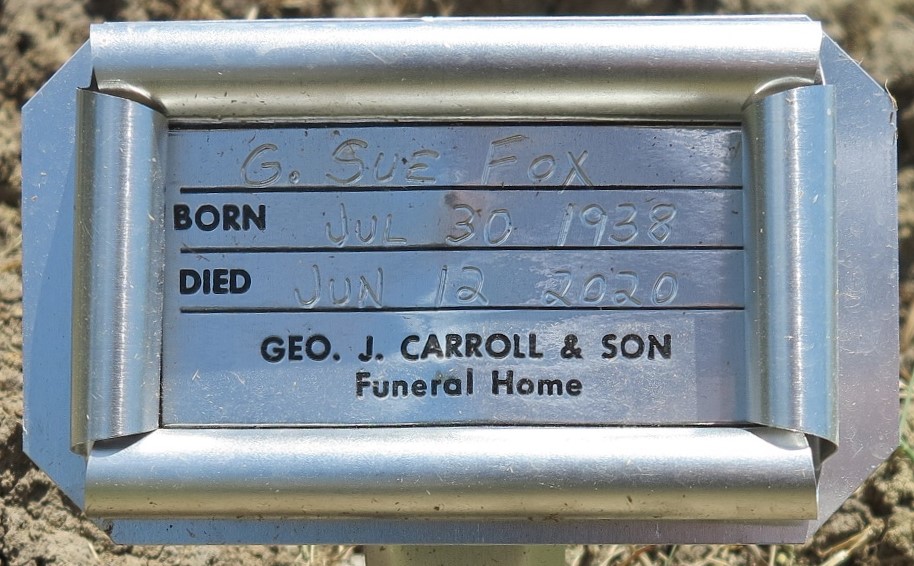 G. SUE FOX
BORN JUL 30 1938
DIED JUN 12 2020
GEO. J. CARROLL & SON
Funeral Home